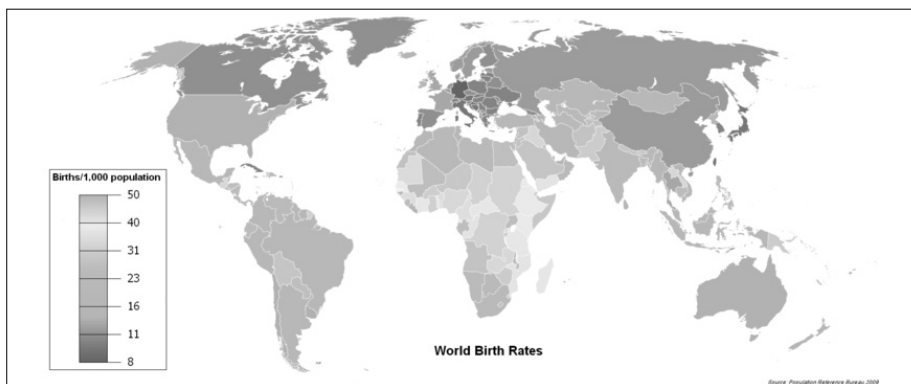 Births/1,000 population
50
40
31
23
16
11
8
World Birth Rates
Source: Population Reference Bureau 2009